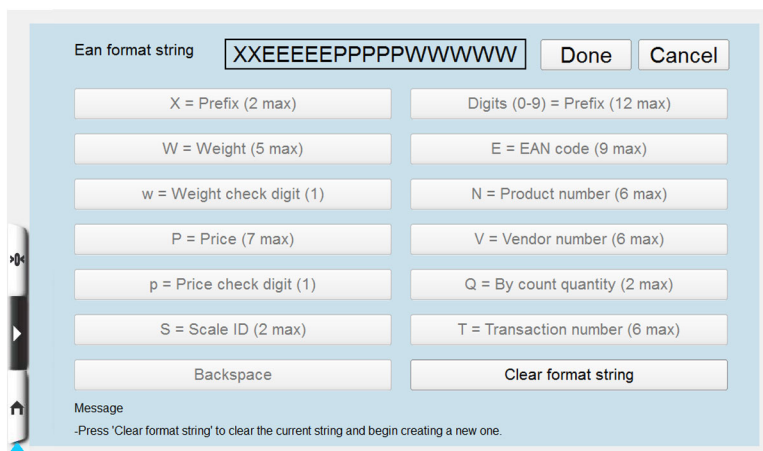 Ean format string XXEEEEEPPPPPWWWWW Done Cancel
X = Prefix (2 max) Digits (0-9) = Prefix (12 max)
W = Weight (5 max) E = EAN code (9 max)
w = Weight check digit (1) N = Product number (6 max)
P = Price (7 max) V = Vendor number (6 max)
p = Price check digit (1) Q = By count quantity (2 max)
S = Scale ID (2 max) T = Transaction number (6 max)
Backspace Clear format string
Message
-Press 'Clear format string' to clear the current string and begin creating a new one.
>0<